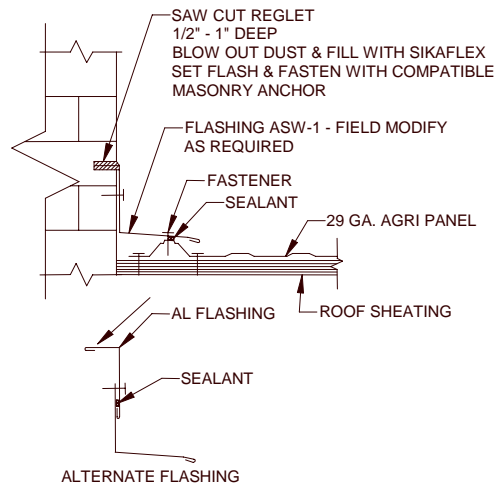 SAW CUT REGLET
1/2" - 1" DEEP
BLOW OUT DUST & FILL WITH SIKAFLEX
SET FLASH & FASTEN WITH COMPATIBLE
MASONRY ANCHOR
FLASHING ASW-1 - FIELD MODIFY
AS REQUIRED
FASTENER
SEALANT
29 GA. AGRI PANEL
ROOF SHEATING
AL FLASHING
SEALANT
ALTERNATE FLASHING